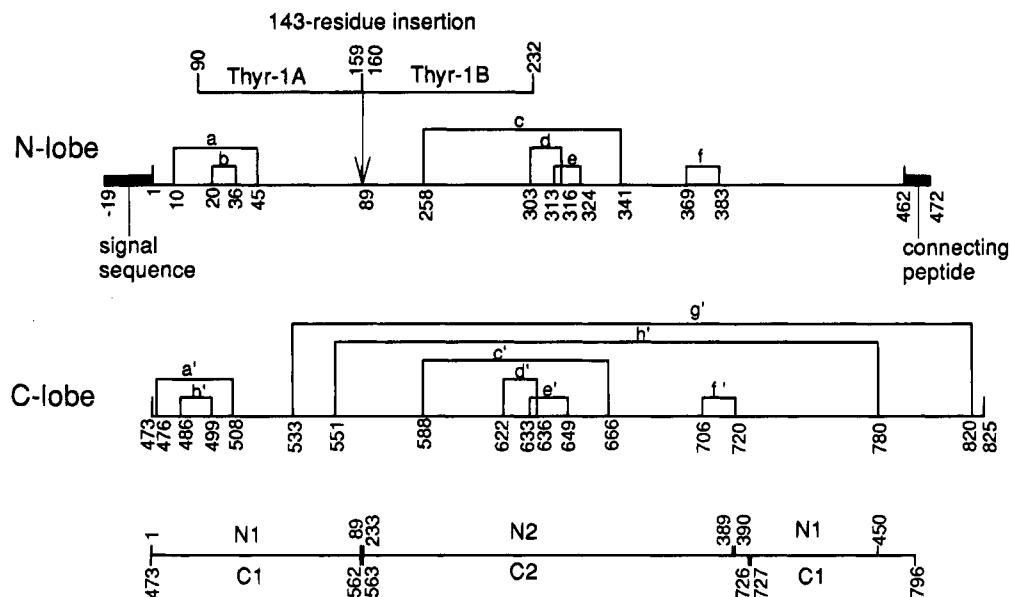 143-residue insertion
90 159 160 232
Thyr-1A Thyr-1B
N-lobe
a b c d e f
-19 1 10 20 36 45 89 258 303 313 316 324 341 369 383 462 472
signal
sequence
connecting
peptide
g'
h'
c'
a' d'
C-lobe
b' e' f'
473 476 486 499 508 533 551 588 622 633 636 649 666 706 720 780 820 825
1 N1 89 233 N2 389 390 N1 450
473 C1 562 563 C2 726 727 C1 796